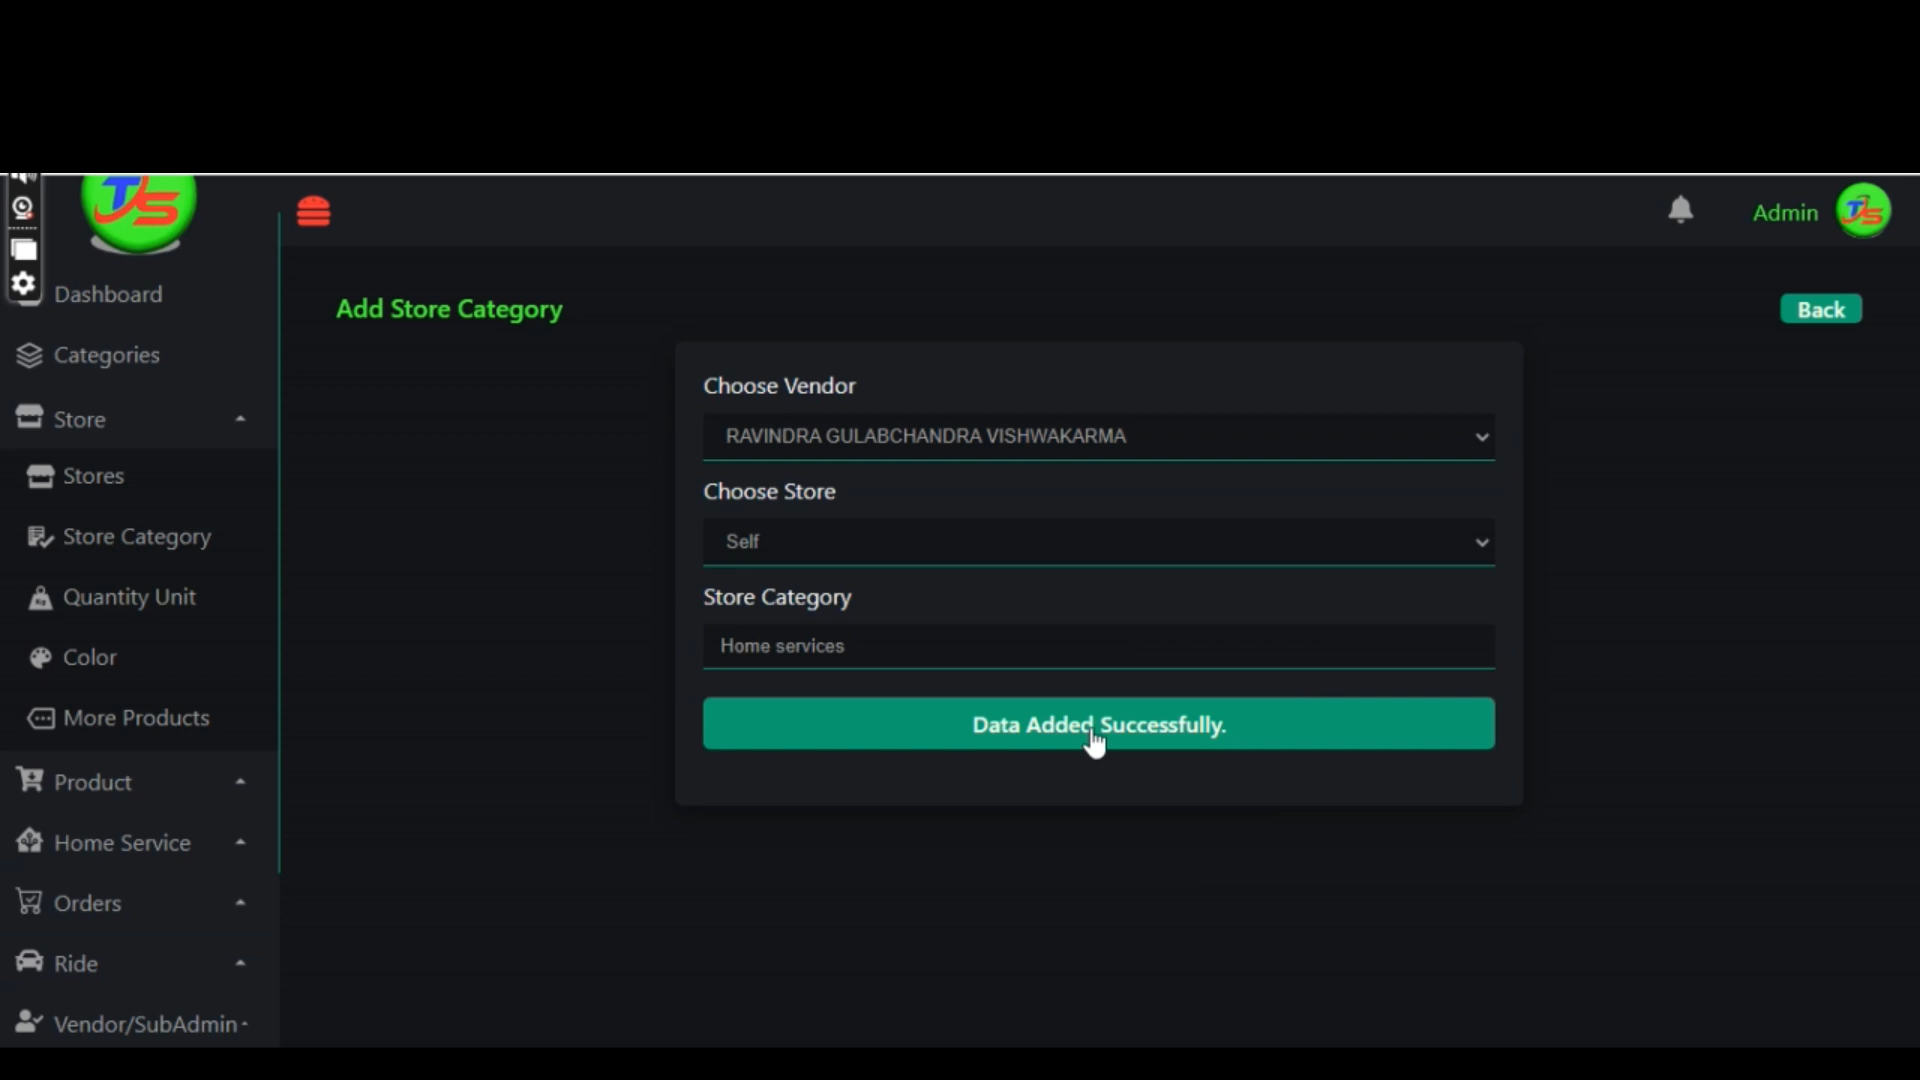 TS
Admin
TS
Dashboard
Add Store Category
Back
Categories
Choose Vendor
Store
RAVINDRA GULABCHANDRA VISHWAKARMA
Stores
Choose Store
Store Category
Self
Quantity Unit
Store Category
Color
Home services
More Products
Data Added Successfully.
Product
Home Service
Orders
Ride
Vendor/SubAdmin